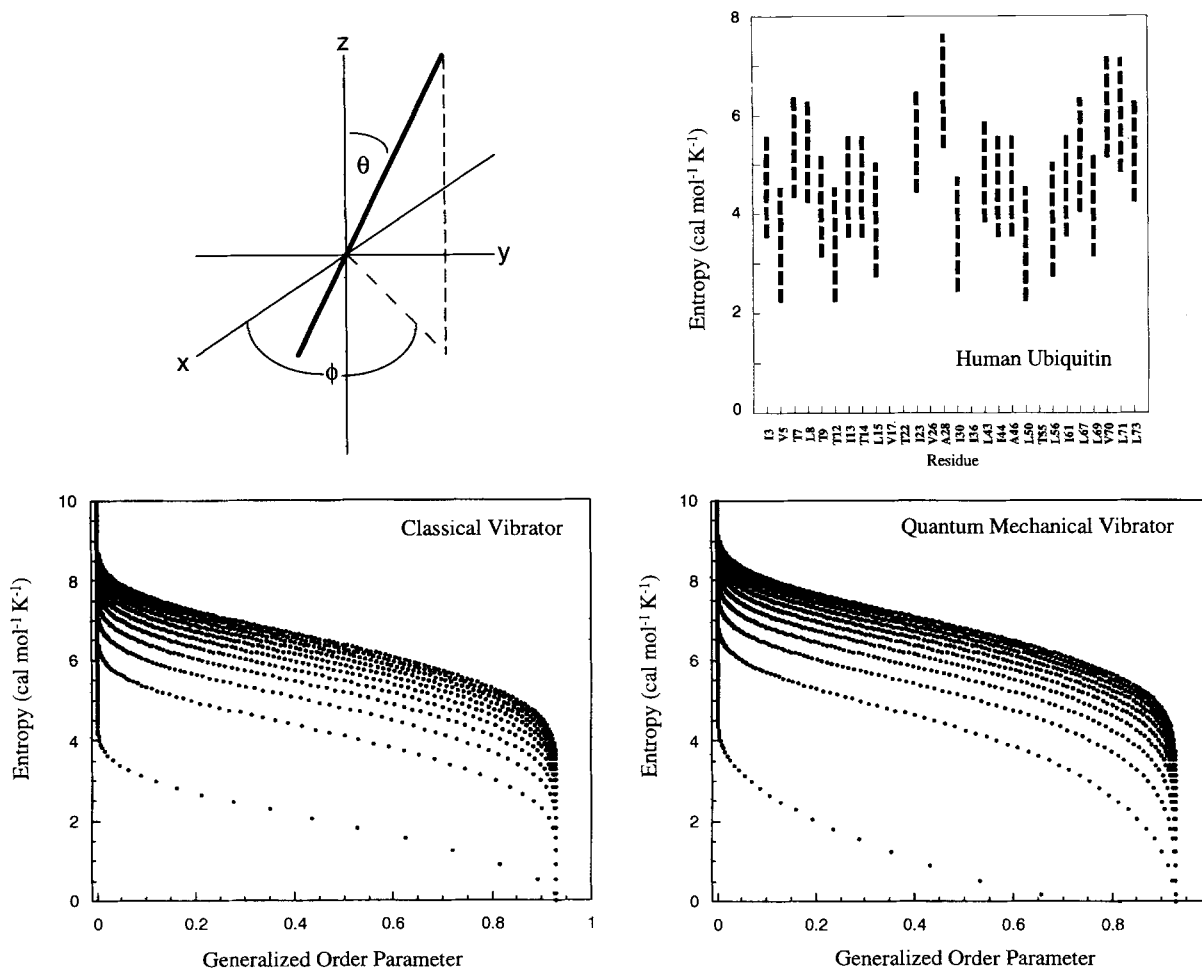 z
θ
y
x
ϕ
8
6
4
2
0
Entropy (cal mol-1 K-1)
Human Ubiquitin
I3
V5
T7
L8
T9
T12
I13
T14
L15
V17
T22
I23
V26
A28
I30
I36
L43
I44
A46
L50
T55
L56
I61
L67
L69
V70
L71
L73
Residue
10
8
6
4
2
0
Entropy (cal mol-1 K-1)
Classical Vibrator
0
0.2
0.4
0.6
0.8
1
Generalized Order Parameter
10
8
6
4
2
0
Entropy (cal mol-1 K-1)
Quantum Mechanical Vibrator
0
0.2
0.4
0.6
0.8
Generalized Order Parameter